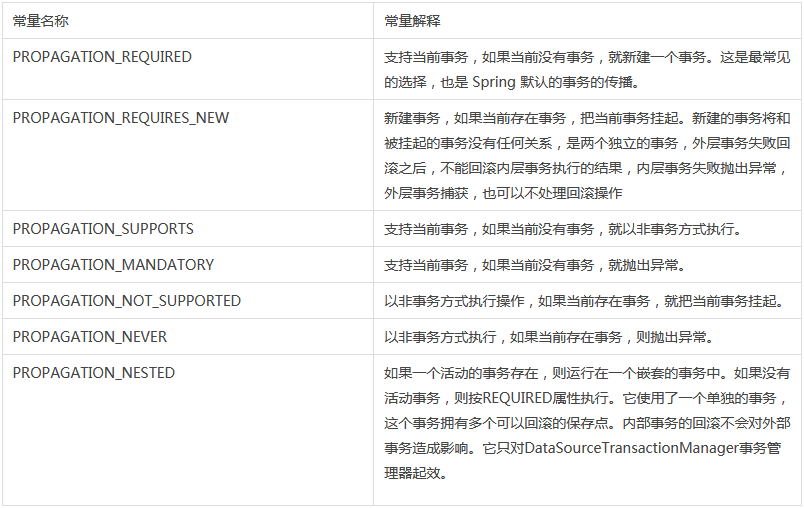 常量名称
常量解释
PROPAGATION_REQUIRED
支持当前事务，如果当前没有事务，就新建一个事务。这是最常见
的选择，也是 Spring 默认的事务的传播。
PROPAGATION_REQUIRES_NEW
新建事务，如果当前存在事务，把当前事务挂起。新建的事务将和
被挂起的事务没有任何关系，是两个独立的事务，外层事务失败回
滚之后，不能回滚内层事务执行的结果，内层事务失败抛出异常，
外层事务捕获，也可以不处理回滚操作
PROPAGATION_SUPPORTS
支持当前事务，如果当前没有事务，就以非事务方式执行。
PROPAGATION_MANDATORY
支持当前事务，如果当前没有事务，就抛出异常。
PROPAGATION_NOT_SUPPORTED
以非事务方式执行操作，如果当前存在事务，就把当前事务挂起。
PROPAGATION_NEVER
以非事务方式执行，如果当前存在事务，则抛出异常。
PROPAGATION_NESTED
如果一个活动的事务存在，则运行在一个嵌套的事务中。如果没有
活动事务，则按REQUIRED属性执行。它使用了一个单独的事务，
这个事务拥有多个可以回滚的保存点。内部事务的回滚不会对外部
事务造成影响。它只对DataSourceTransactionManager事务管
理器起效。